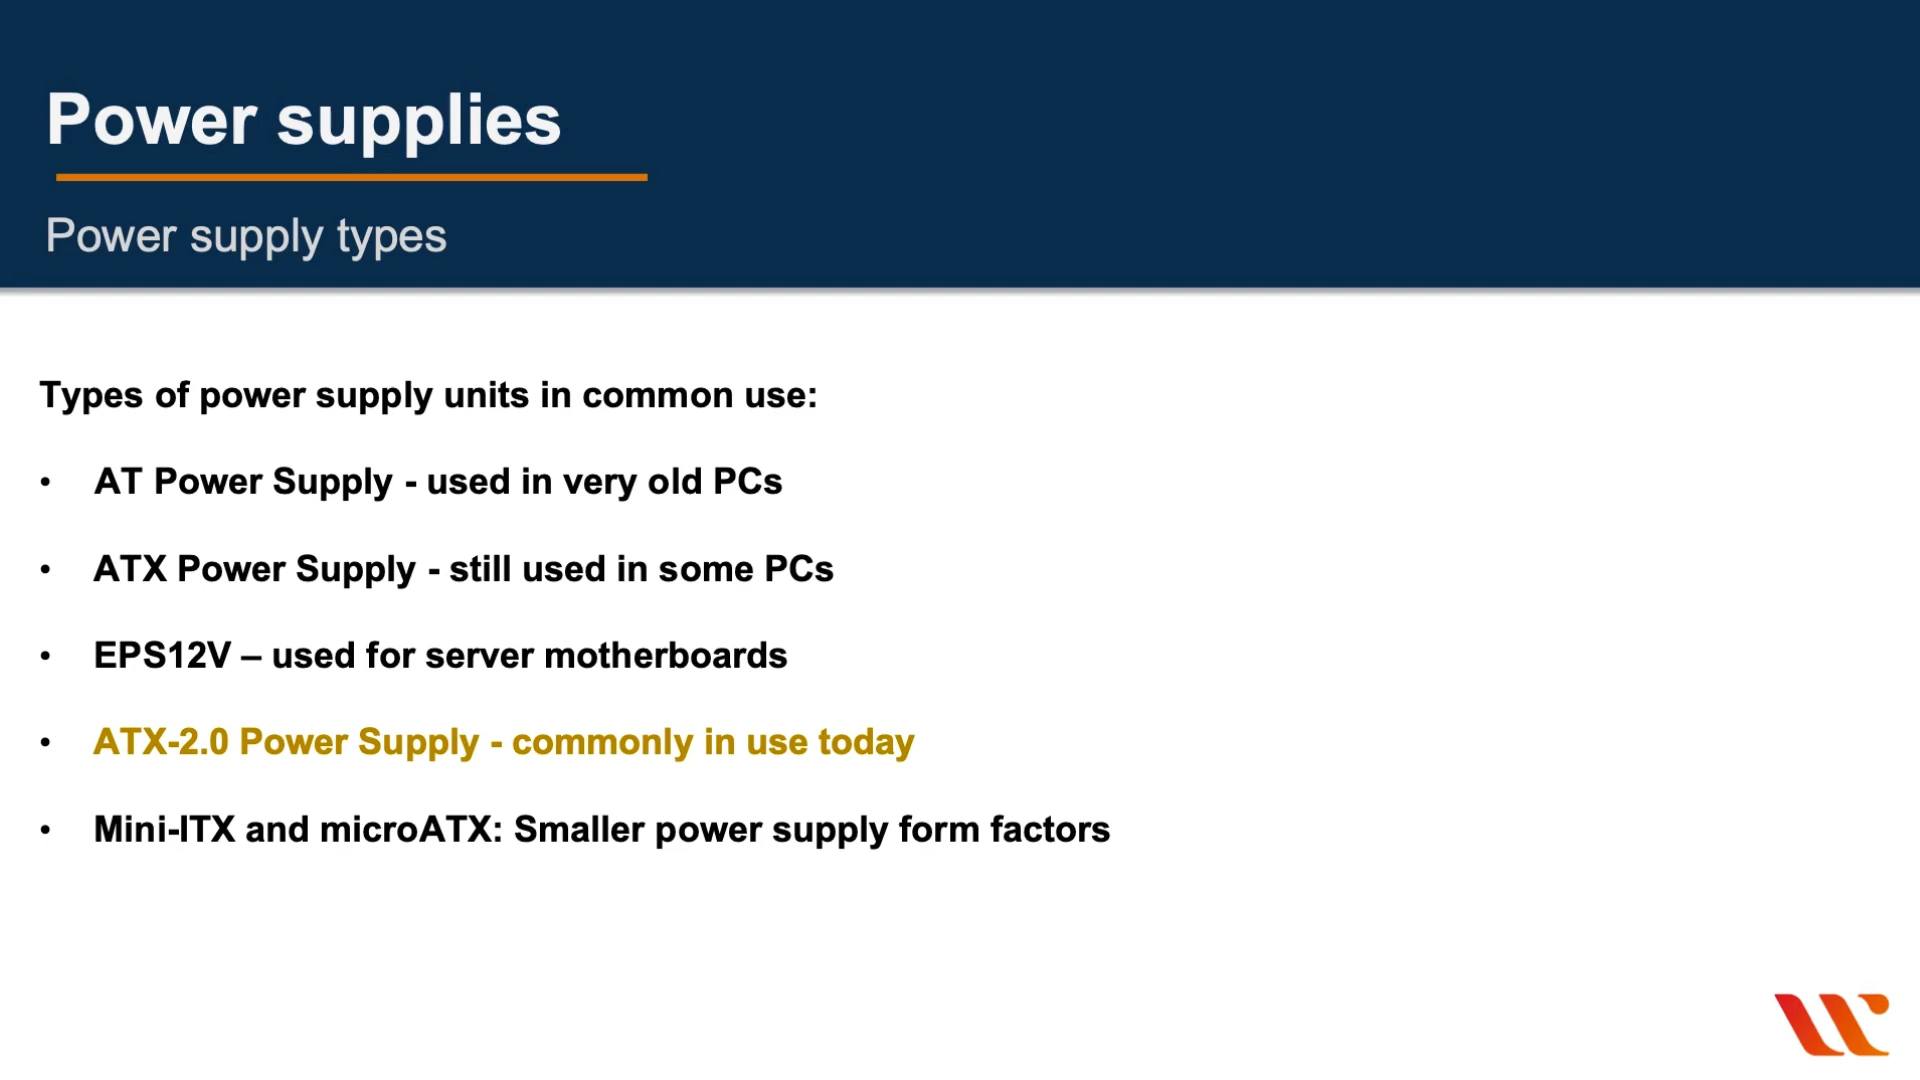 Power supplies
Power supply types
Types of power supply units in common use:
• AT Power Supply - used in very old PCs
• ATX Power Supply - still used in some PCs
• EPS12V – used for server motherboards
• ATX-2.0 Power Supply - commonly in use today
• Mini-ITX and microATX: Smaller power supply form factors